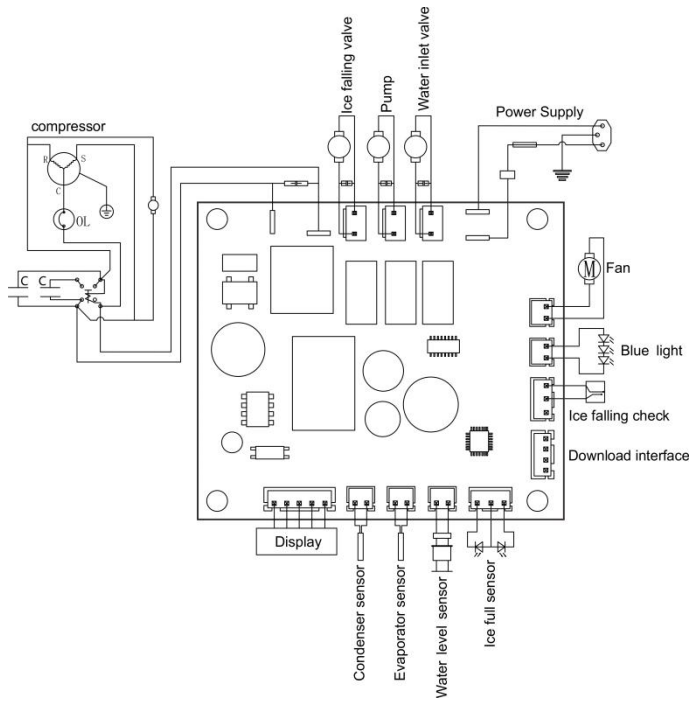 Ice falling valve
Pump
Water inlet valve
Power Supply
compressor
R
S
C
OL
C
C
M
Fan
Blue light
Ice falling check
Download interface
Display
Condenser sensor
Evaporator sensor
Water level sensor
Ice full sensor